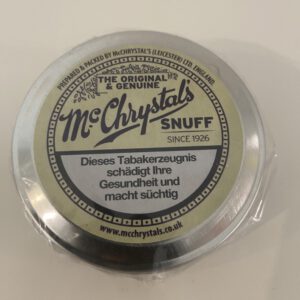 PREPARED & PACKED BY McCHRYSTAL'S (LEICESTER) LTD. ENGLAND
THE ORIGINAL
& GENUINE
McChrystal's
SNUFF
SINCE 1926
Dieses Tabakerzeugnis
schädigt Ihre
Gesundheit und
macht süchtig
www.mcchrystals.co.uk